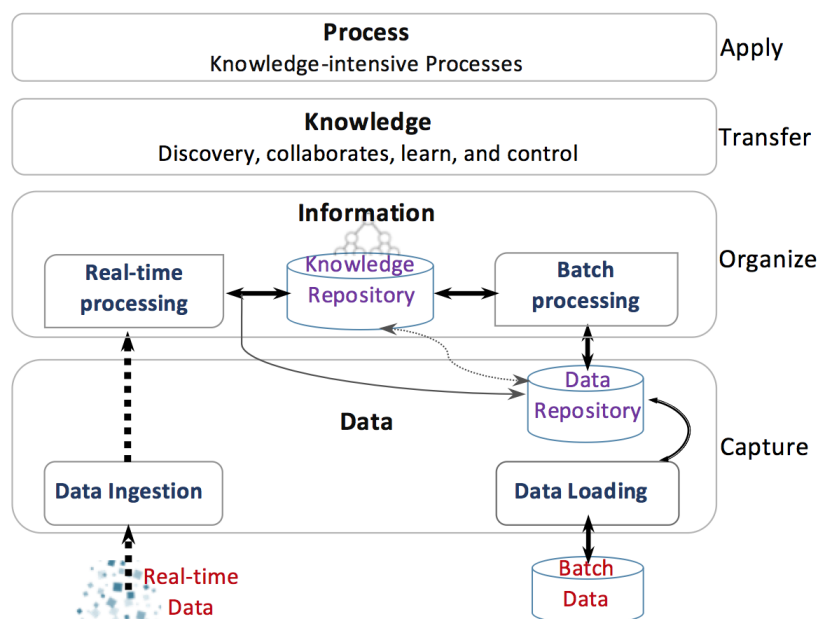 Process
Knowledge-intensive Processes
Apply
Knowledge
Discovery, collaborates, learn, and control
Transfer
Information
Real-time
processing
Knowledge
Repository
Batch
processing
Organize
Data
Repository
Data
Capture
Data Ingestion
Data Loading
Real-time
Data
Batch
Data